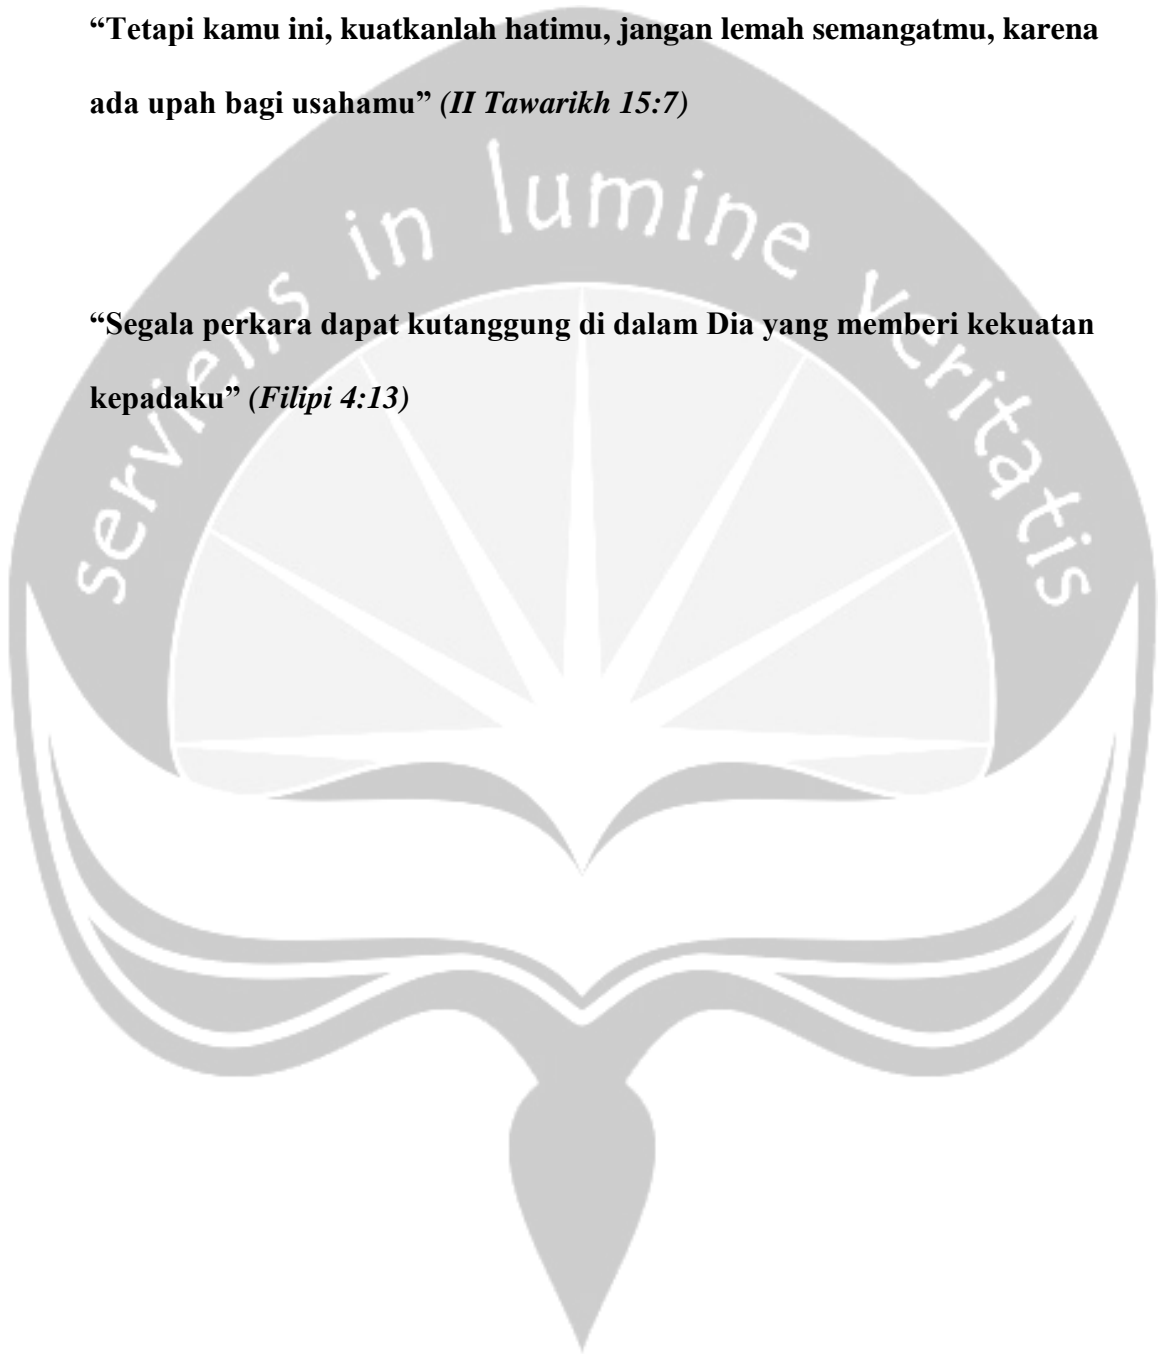 “Tetapi kamu ini, kuatkanlah hatimu, jangan lemah semangatmu, karena
ada upah bagi usahamu” (II Tawarikh 15:7)
serviens in lumine veritatis
“Segala perkara dapat kutanggung di dalam Dia yang memberi kekuatan
kepadaku” (Filipi 4:13)